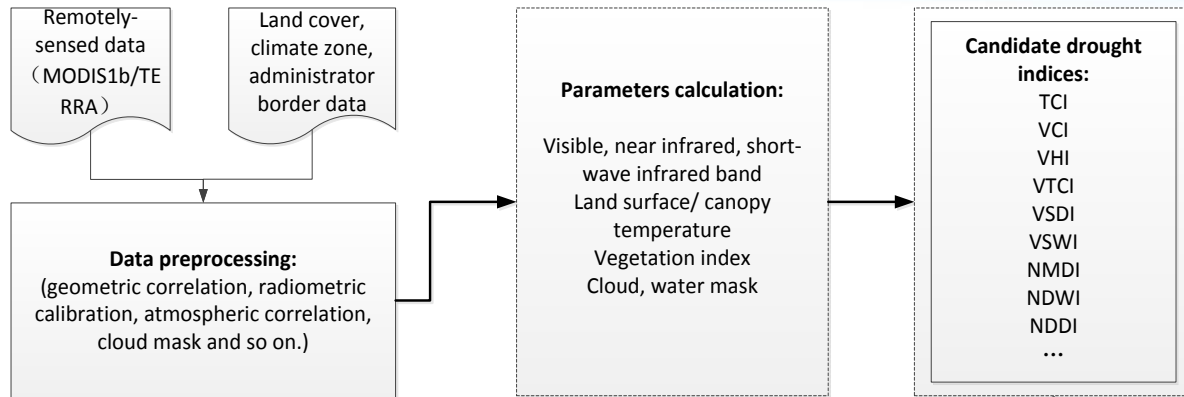 Remotely-
sensed data
（MODIS1b/TE
RRA）
Land cover,
climate zone,
administrator
border data
Data preprocessing:
(geometric correlation, radiometric
calibration, atmospheric correlation,
cloud mask and so on.)
Parameters calculation:
Visible, near infrared, short-
wave infrared band
Land surface/ canopy
temperature
Vegetation index
Cloud, water mask
Candidate drought
indices:
TCI
VCI
VHI
VTCI
VSDI
VSWI
NMDI
NDWI
NDDI
...